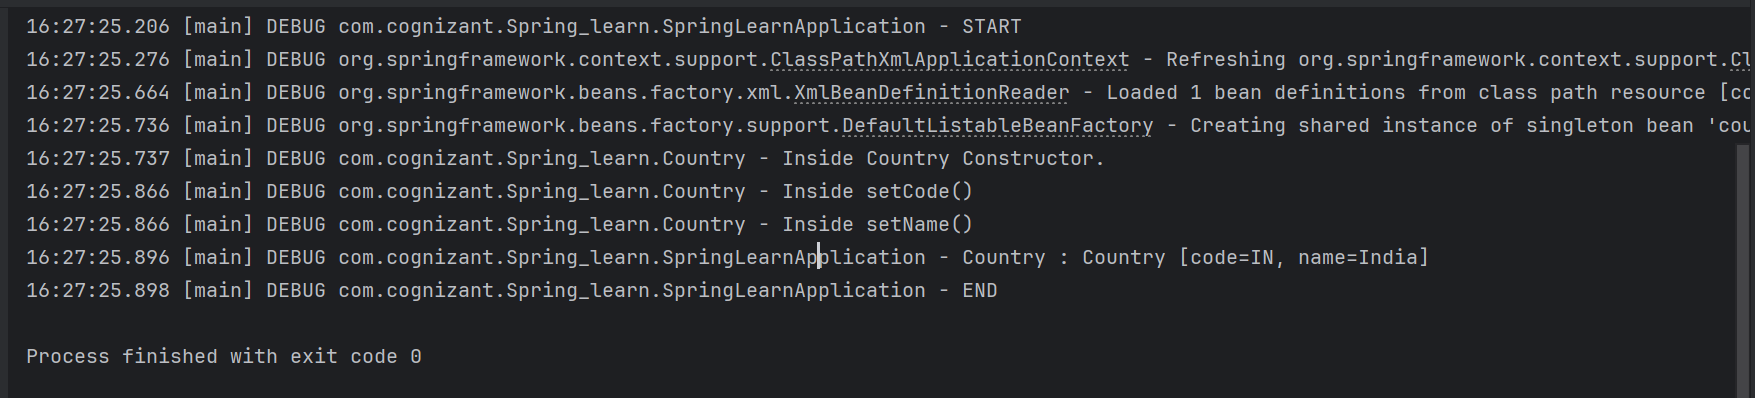 16:27:25.206 [main] DEBUG com.cognizant.Spring_learn.SpringLearnApplication - START
16:27:25.276 [main] DEBUG org.springframework.context.support.ClassPathXmlApplicationContext - Refreshing org.springframework.context.support.Cl
16:27:25.664 [main] DEBUG org.springframework.beans.factory.xml.XmlBeanDefinitionReader - Loaded 1 bean definitions from class path resource [co
16:27:25.736 [main] DEBUG org.springframework.beans.factory.support.DefaultListableBeanFactory - Creating shared instance of singleton bean 'cou
16:27:25.737 [main] DEBUG com.cognizant.Spring_learn.Country - Inside Country Constructor.
16:27:25.866 [main] DEBUG com.cognizant.Spring_learn.Country - Inside setCode()
16:27:25.866 [main] DEBUG com.cognizant.Spring_learn.Country - Inside setName()
16:27:25.896 [main] DEBUG com.cognizant.Spring_learn.SpringLearnApplication - Country : Country [code=IN, name=India]
16:27:25.898 [main] DEBUG com.cognizant.Spring_learn.SpringLearnApplication - END
Process finished with exit code 0